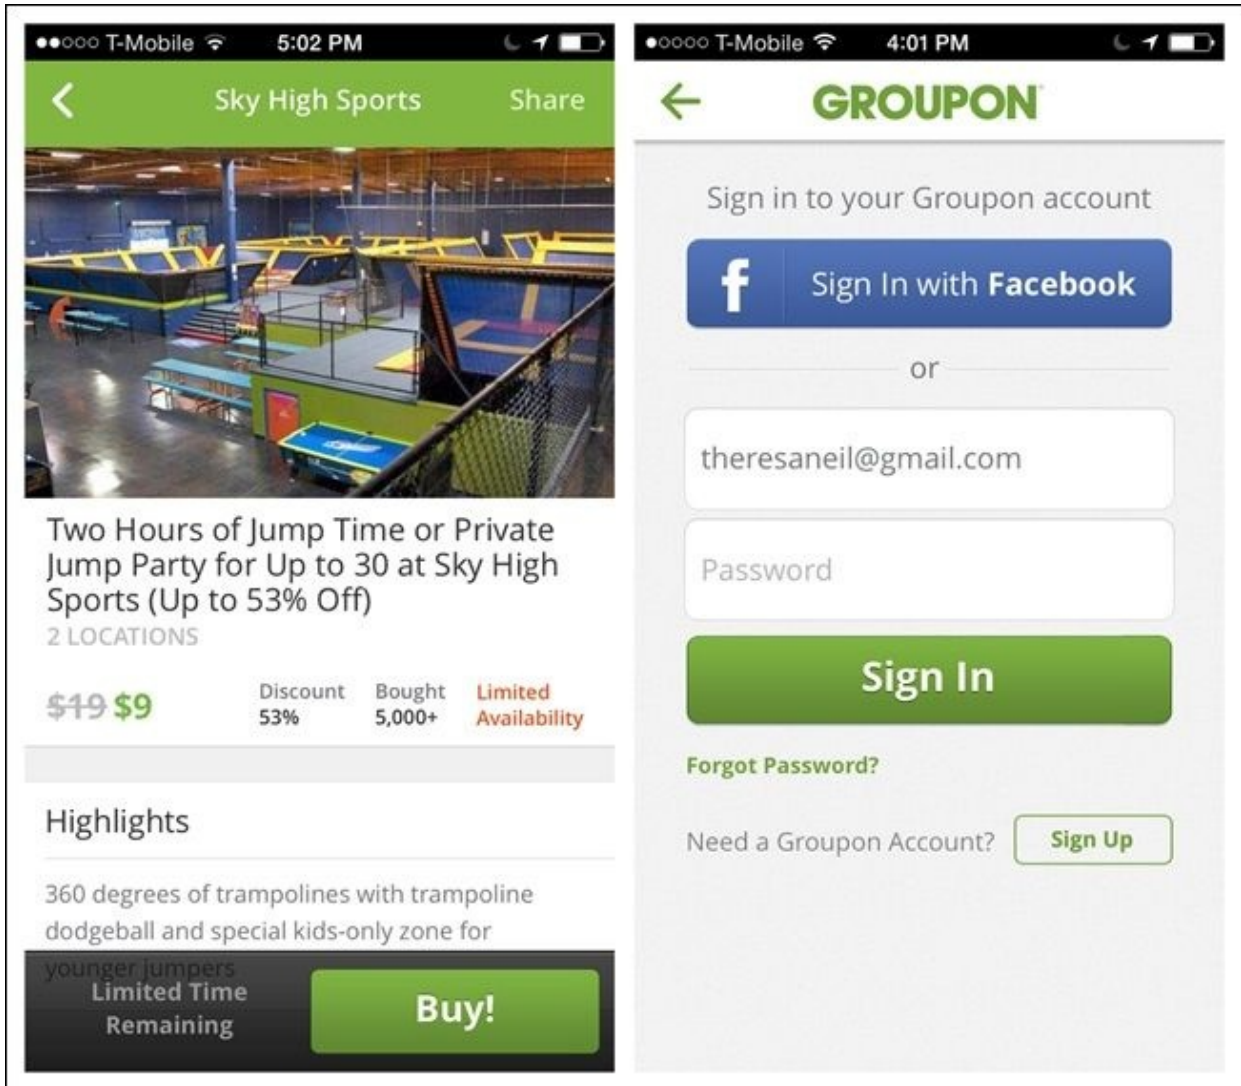 T-Mobile 5:02 PM
Sky High Sports Share
Two Hours of Jump Time or Private
Jump Party for Up to 30 at Sky High
Sports (Up to 53% Off)
2 LOCATIONS
$19 $9
Discount
53%
Bought
5,000+
Limited
Availability
Highlights
360 degrees of trampolines with trampoline
dodgeball and special kids-only zone for
younger jumpers
Limited Time
Remaining
Buy!
T-Mobile 4:01 PM
GROUPON
Sign in to your Groupon account
f Sign In with Facebook
or
theresaneil@gmail.com
Password
Sign In
Forgot Password?
Need a Groupon Account? Sign Up